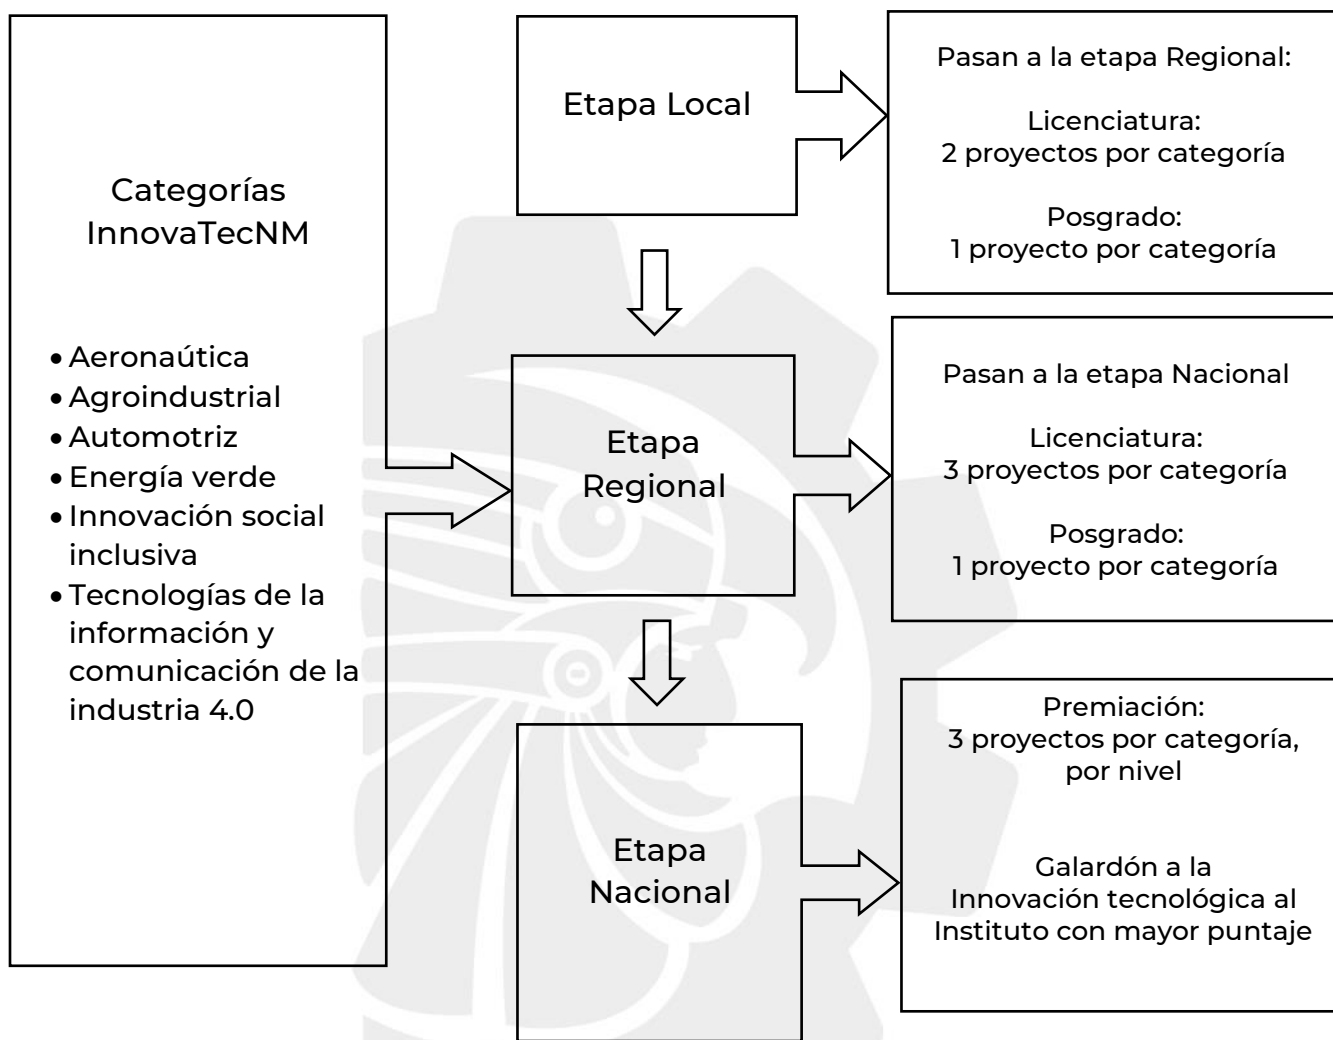 Categorías
InnovaTecNM
• Aeronaútica
• Agroindustrial
• Automotriz
• Energía verde
• Innovación social
inclusiva
• Tecnologías de la
información y
comunicación de la
industria 4.0
Etapa Local
Pasan a la etapa Regional:
Licenciatura:
2 proyectos por categoría
Posgrado:
1 proyecto por categoría
Etapa
Regional
Pasan a la etapa Nacional
Licenciatura:
3 proyectos por categoría
Posgrado:
1 proyecto por categoría
Etapa
Nacional
Premiación:
3 proyectos por categoría,
por nivel
Galardón a la
Innovación tecnológica al
Instituto con mayor puntaje